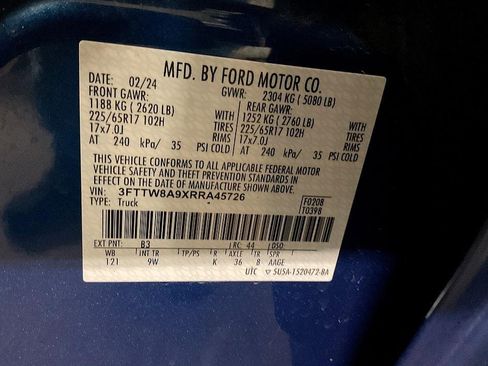 MFD. BY FORD MOTOR CO.
DATE: 02/24 GVWR: 2304 KG (5080 LB)
FRONT GAWR: REAR GAWR:
1188 KG (2620 LB) 1252 KG (2760 LB)
225/65R17 102H WITH TIRES 225/65R17 102H WITH TIRES
17x7.0J RIMS 17x7.0J RIMS
AT 240 kPa/ 35 PSI COLD AT 240 kPa/ 35 PSI COLD
THIS VEHICLE CONFORMS TO ALL APPLICABLE FEDERAL MOTOR
VEHICLE SAFETY AND THEFT PREVENTION STANDARDS IN EFFECT ON
THE DATE OF MANUFACTURE SHOWN ABOVE.
VIN: 3FTTW8A9XRRA45726 F0208
TYPE: Truck T0398
EXT PNT: B3 RC: 44 DSO:
WB INT TR TP/PS R AXLE TR SPR
121 9W K 36 8 AAGE
UTC ▽ 5U5A-1520472-BA